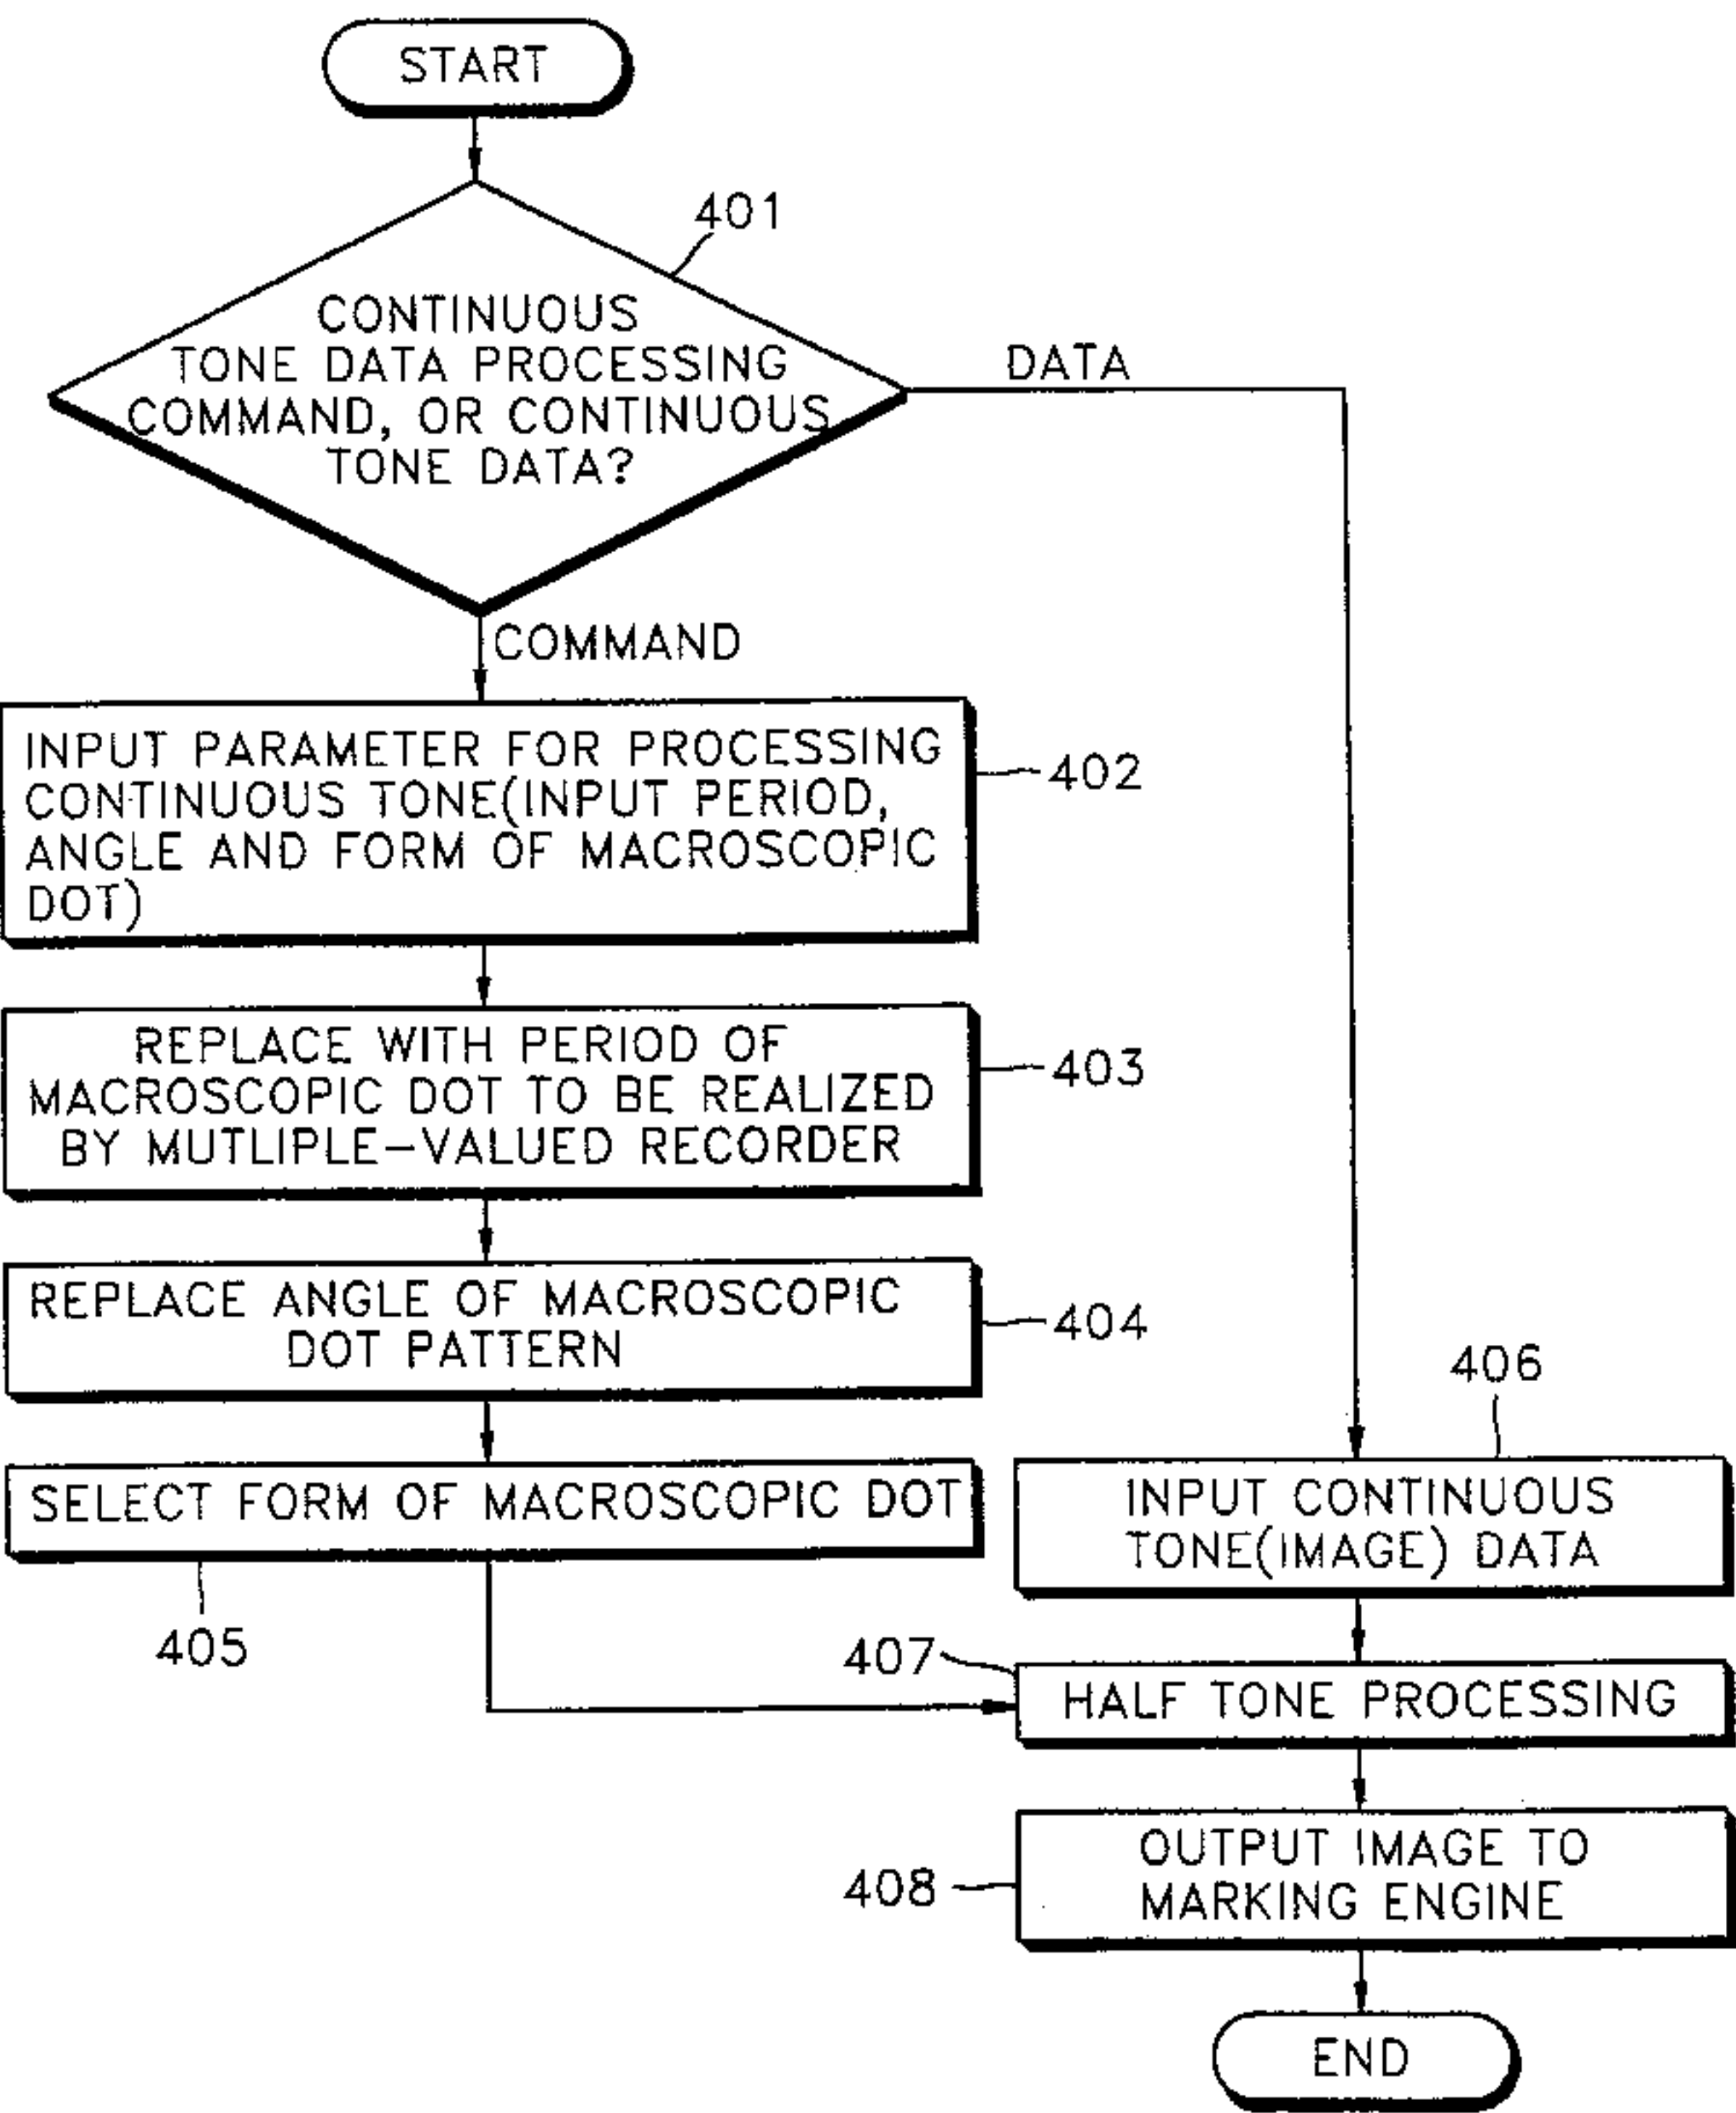 START
401
CONTINUOUS
TONE DATA PROCESSING
COMMAND, OR CONTINUOUS
TONE DATA?
DATA
COMMAND
INPUT PARAMETER FOR PROCESSING
CONTINUOUS TONE(INPUT PERIOD,
ANGLE AND FORM OF MACROSCOPIC
DOT)
402
REPLACE WITH PERIOD OF
MACROSCOPIC DOT TO BE REALIZED
BY MUTLIPLE-VALUED RECORDER
403
REPLACE ANGLE OF MACROSCOPIC
DOT PATTERN
404
SELECT FORM OF MACROSCOPIC DOT
405
406
INPUT CONTINUOUS
TONE(IMAGE) DATA
407
HALF TONE PROCESSING
408
OUTPUT IMAGE TO
MARKING ENGINE
END